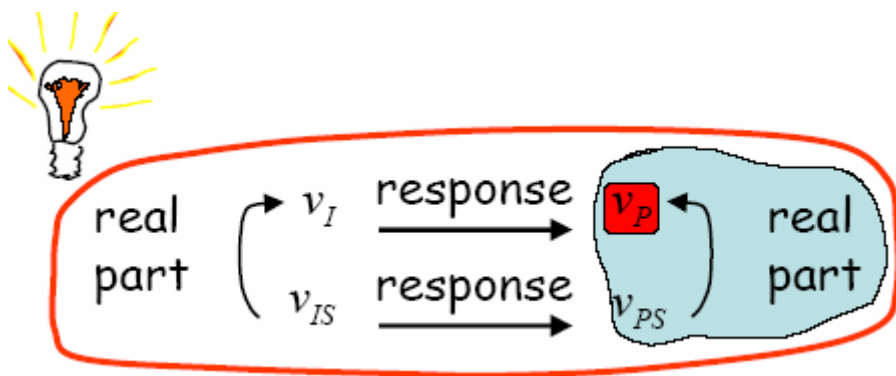 real part
v_I response v_P
real part
v_IS response v_PS